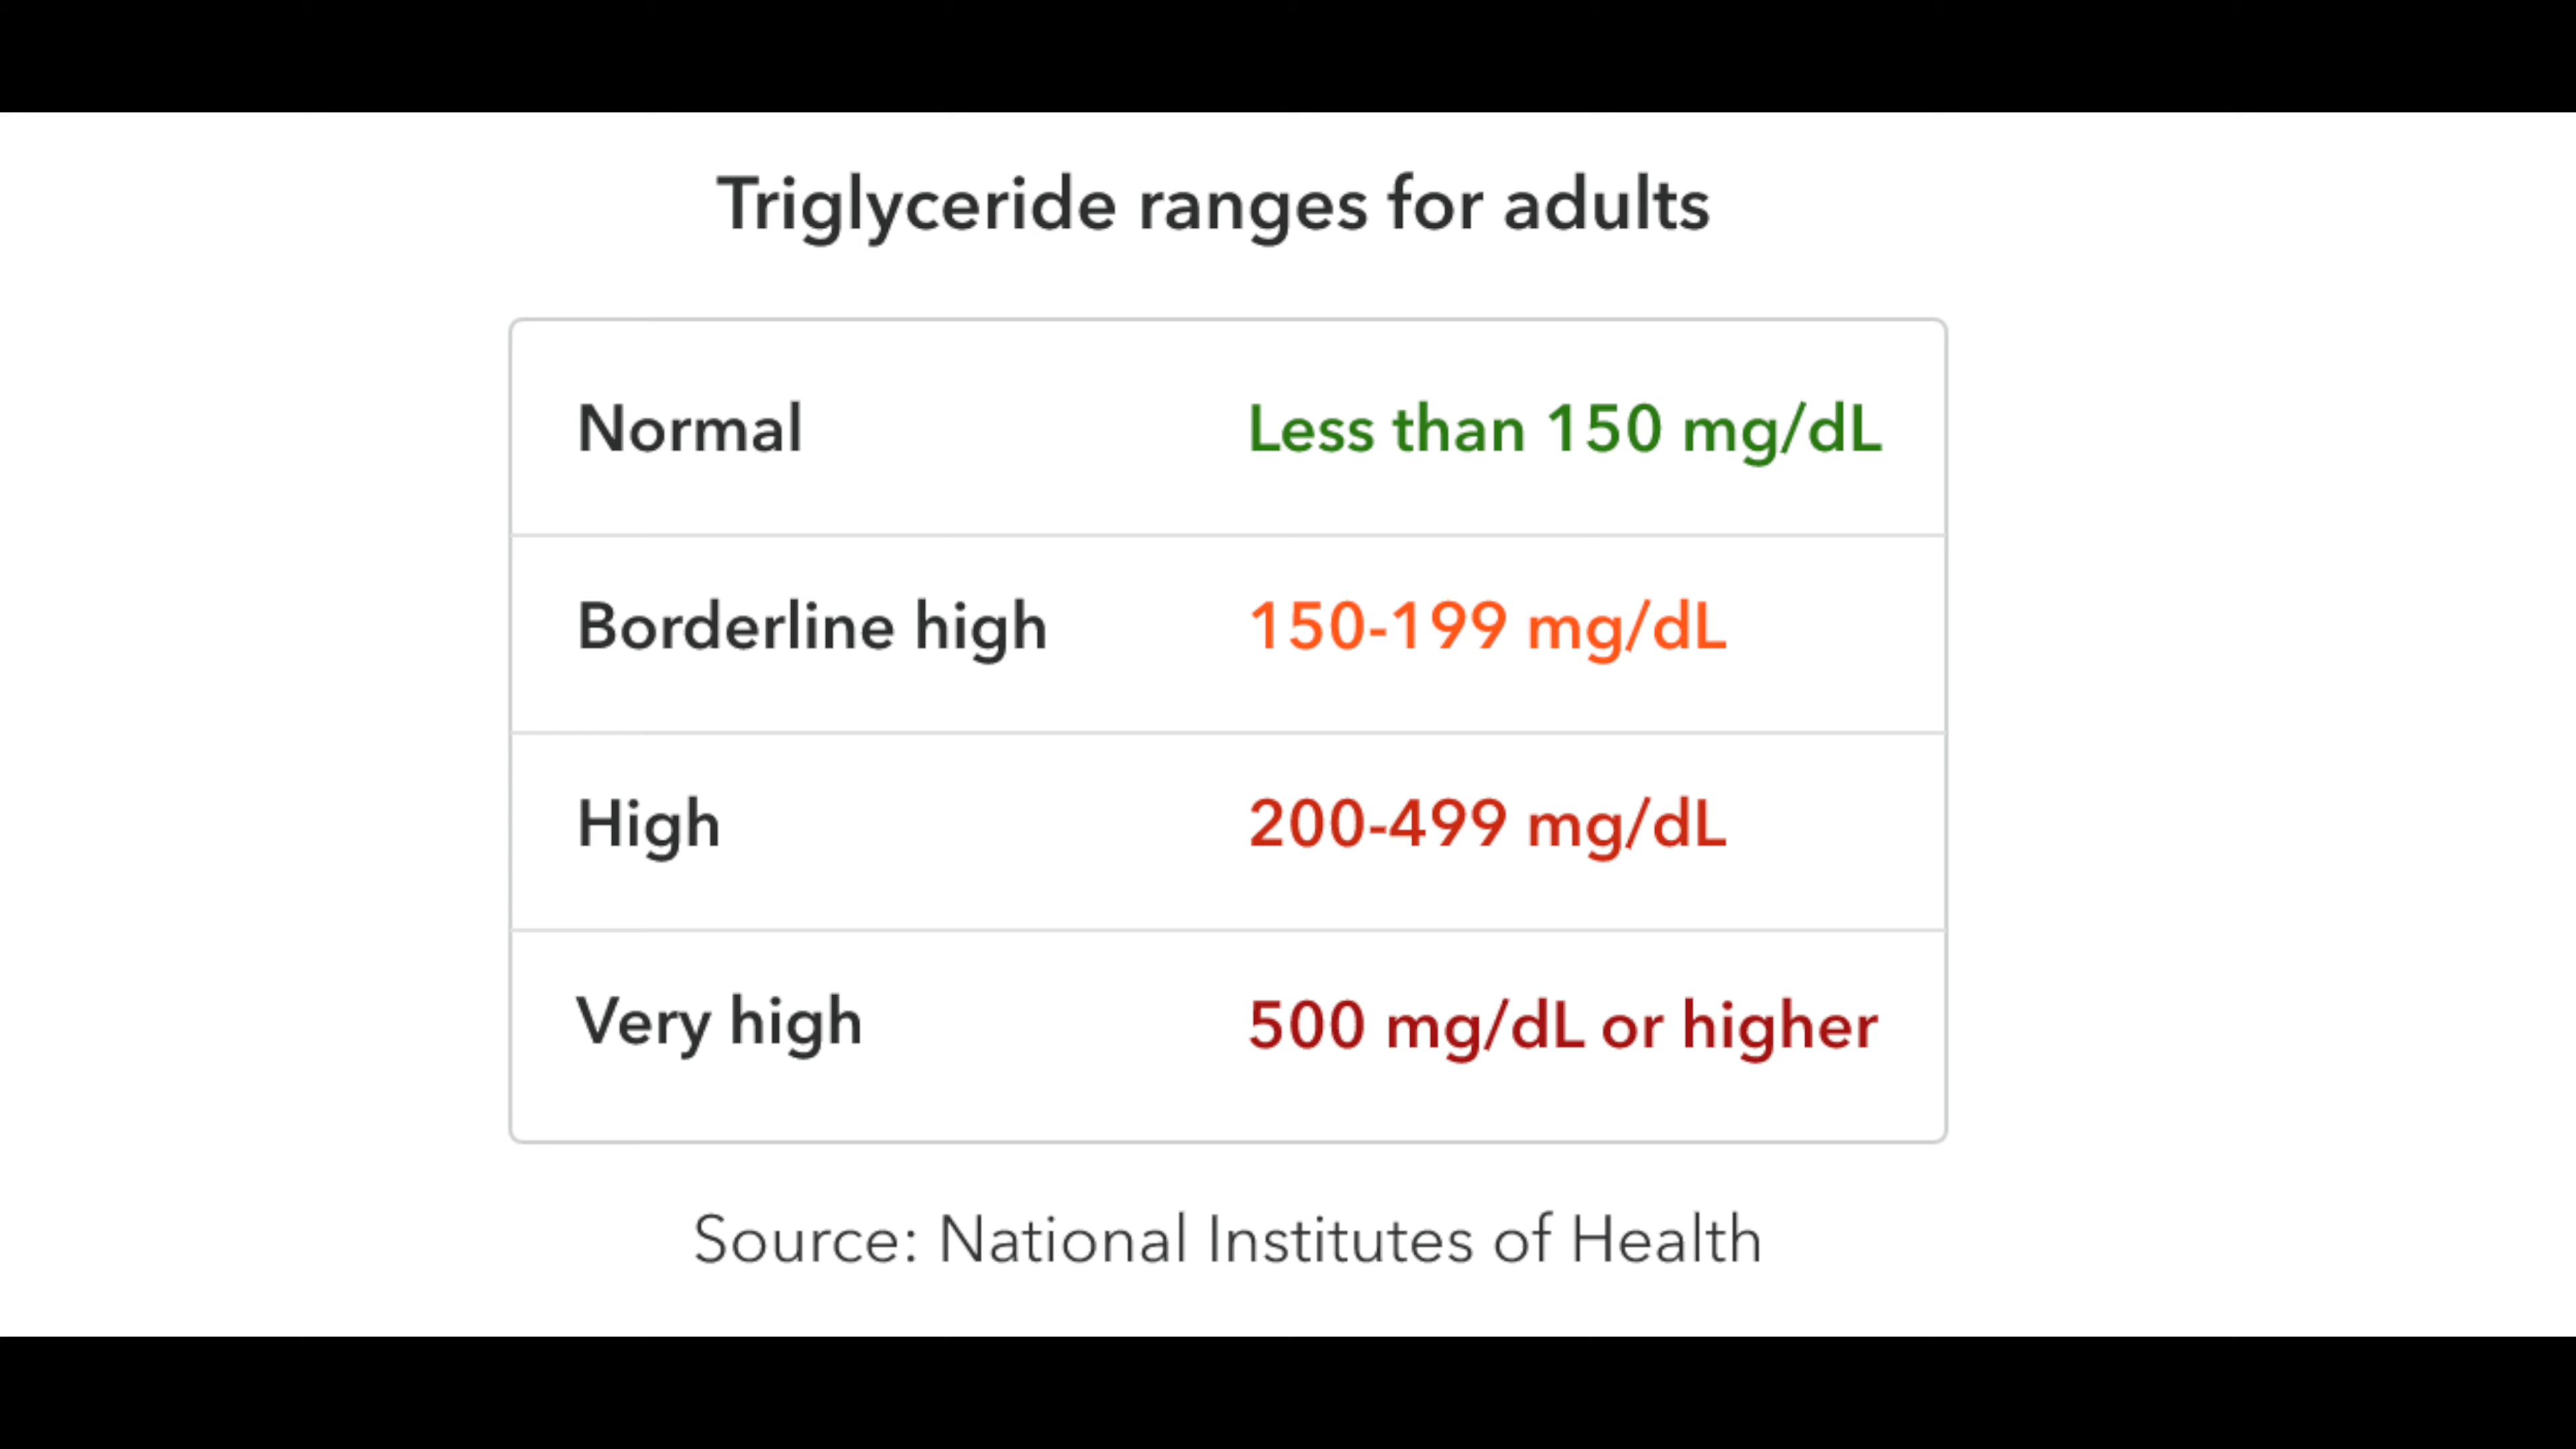 Triglyceride ranges for adults
Normal Less than 150 mg/dL
Borderline high 150-199 mg/dL
High 200-499 mg/dL
Very high 500 mg/dL or higher
Source: National Institutes of Health